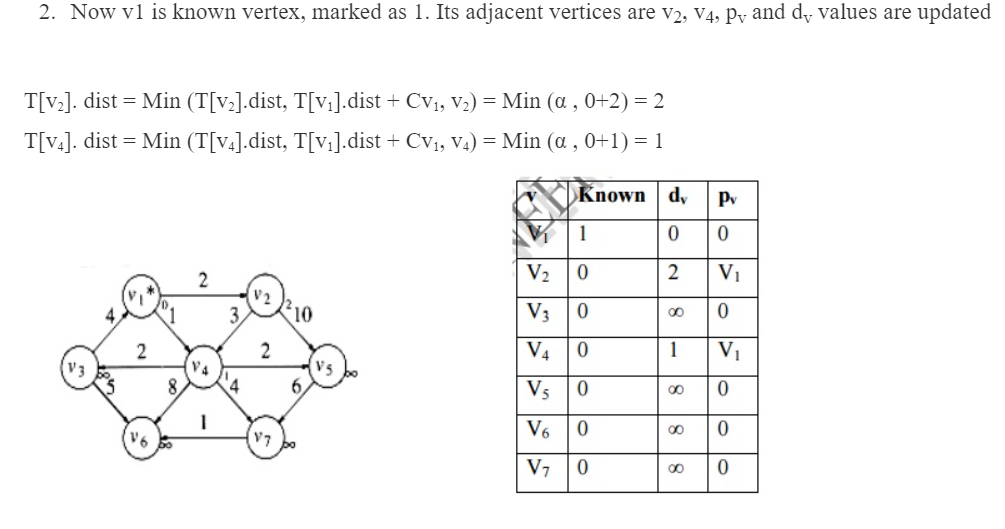 2. Now v1 is known vertex, marked as 1. Its adjacent vertices are v₂, v₄, pᵥ and dᵥ values are updated
T[v₂]. dist = Min (T[v₂].dist, T[v₁].dist + Cv₁, v₂) = Min (α , 0+2) = 2
T[v₄]. dist = Min (T[v₄].dist, T[v₁].dist + Cv₁, v₄) = Min (α , 0+1) = 1
v Known dᵥ pᵥ
V₁ 1 0 0
V₂ 0 2 V₁
V₃ 0 ∞ 0
V₄ 0 1 V₁
V₅ 0 ∞ 0
V₆ 0 ∞ 0
V₇ 0 ∞ 0
2
v₁* 0 v₂ 2
4 1 3 10
2 2
v₃ ∞ v₄ 1 v₅ ∞
5 8 4 6
1
v₆ ∞ v₇ ∞